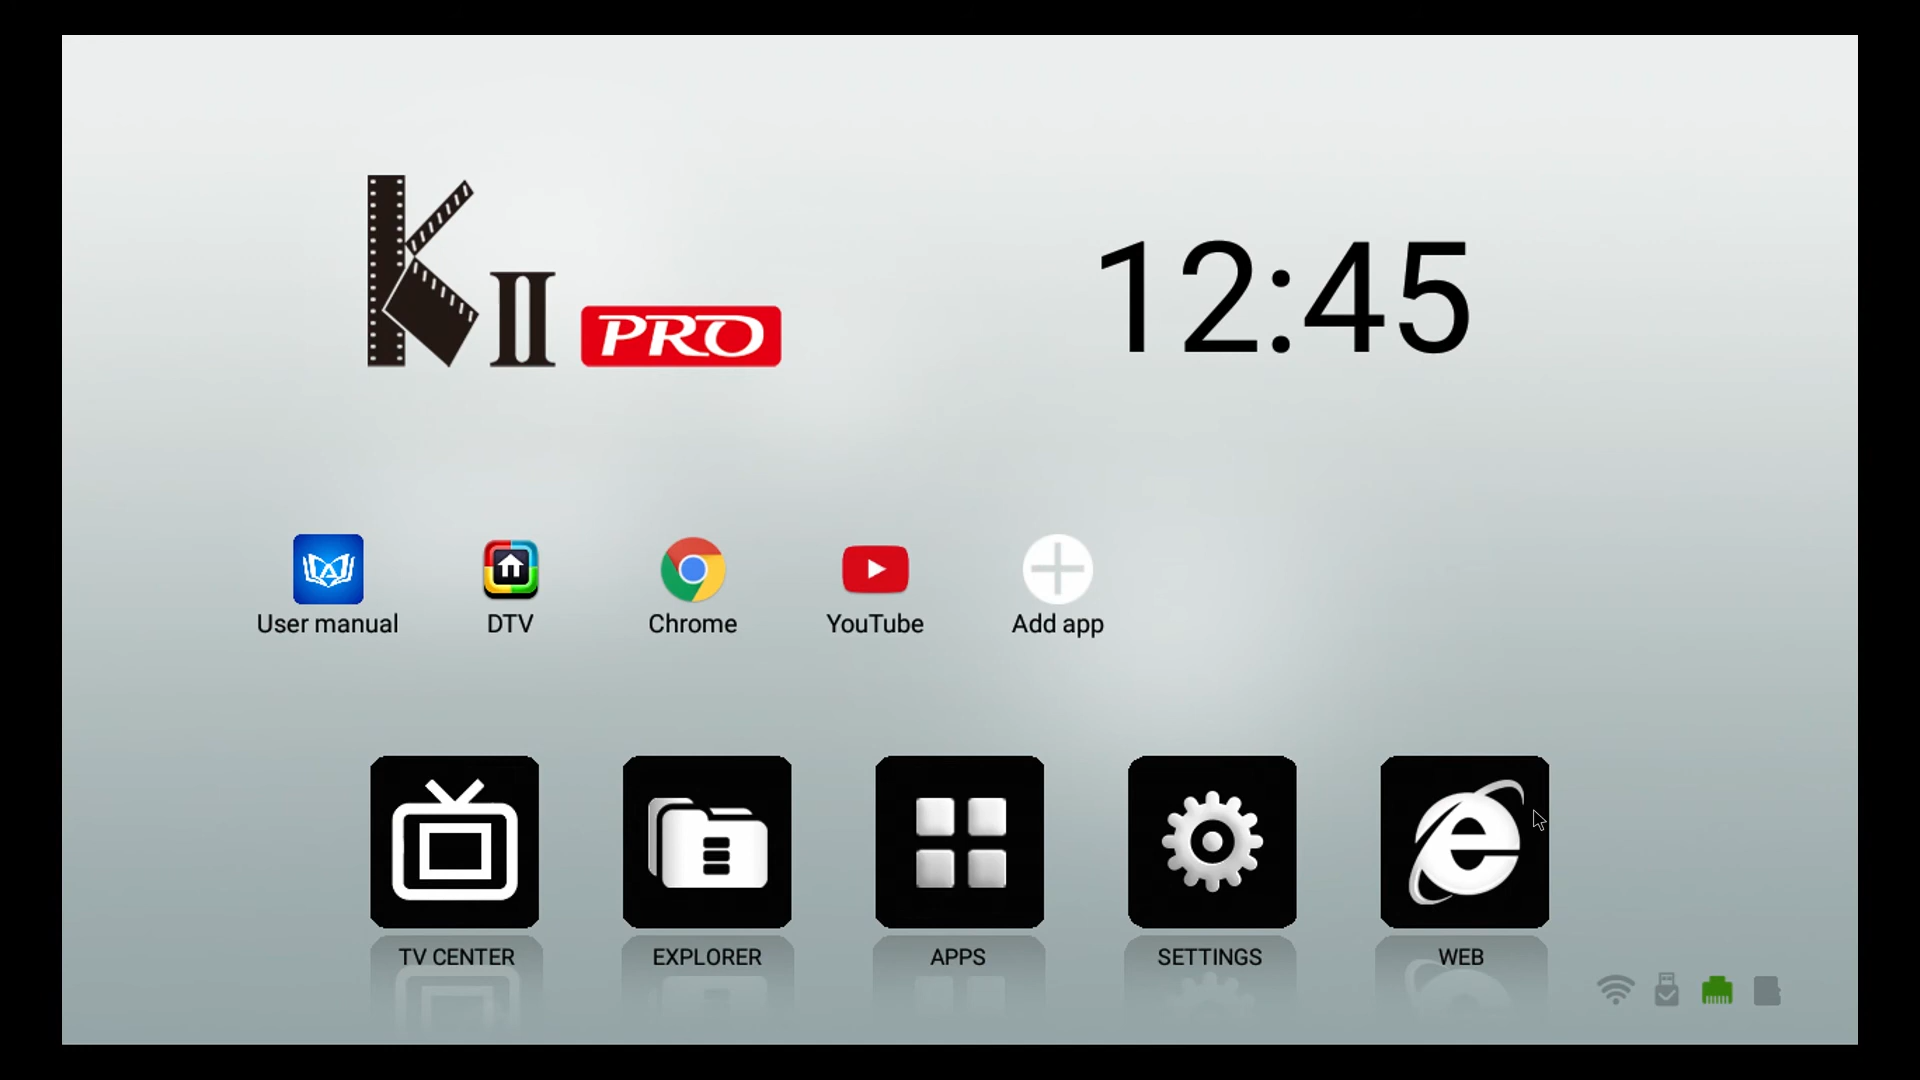 KII PRO
12:45
User manual
DTV
Chrome
YouTube
Add app
TV CENTER
EXPLORER
APPS
SETTINGS
WEB